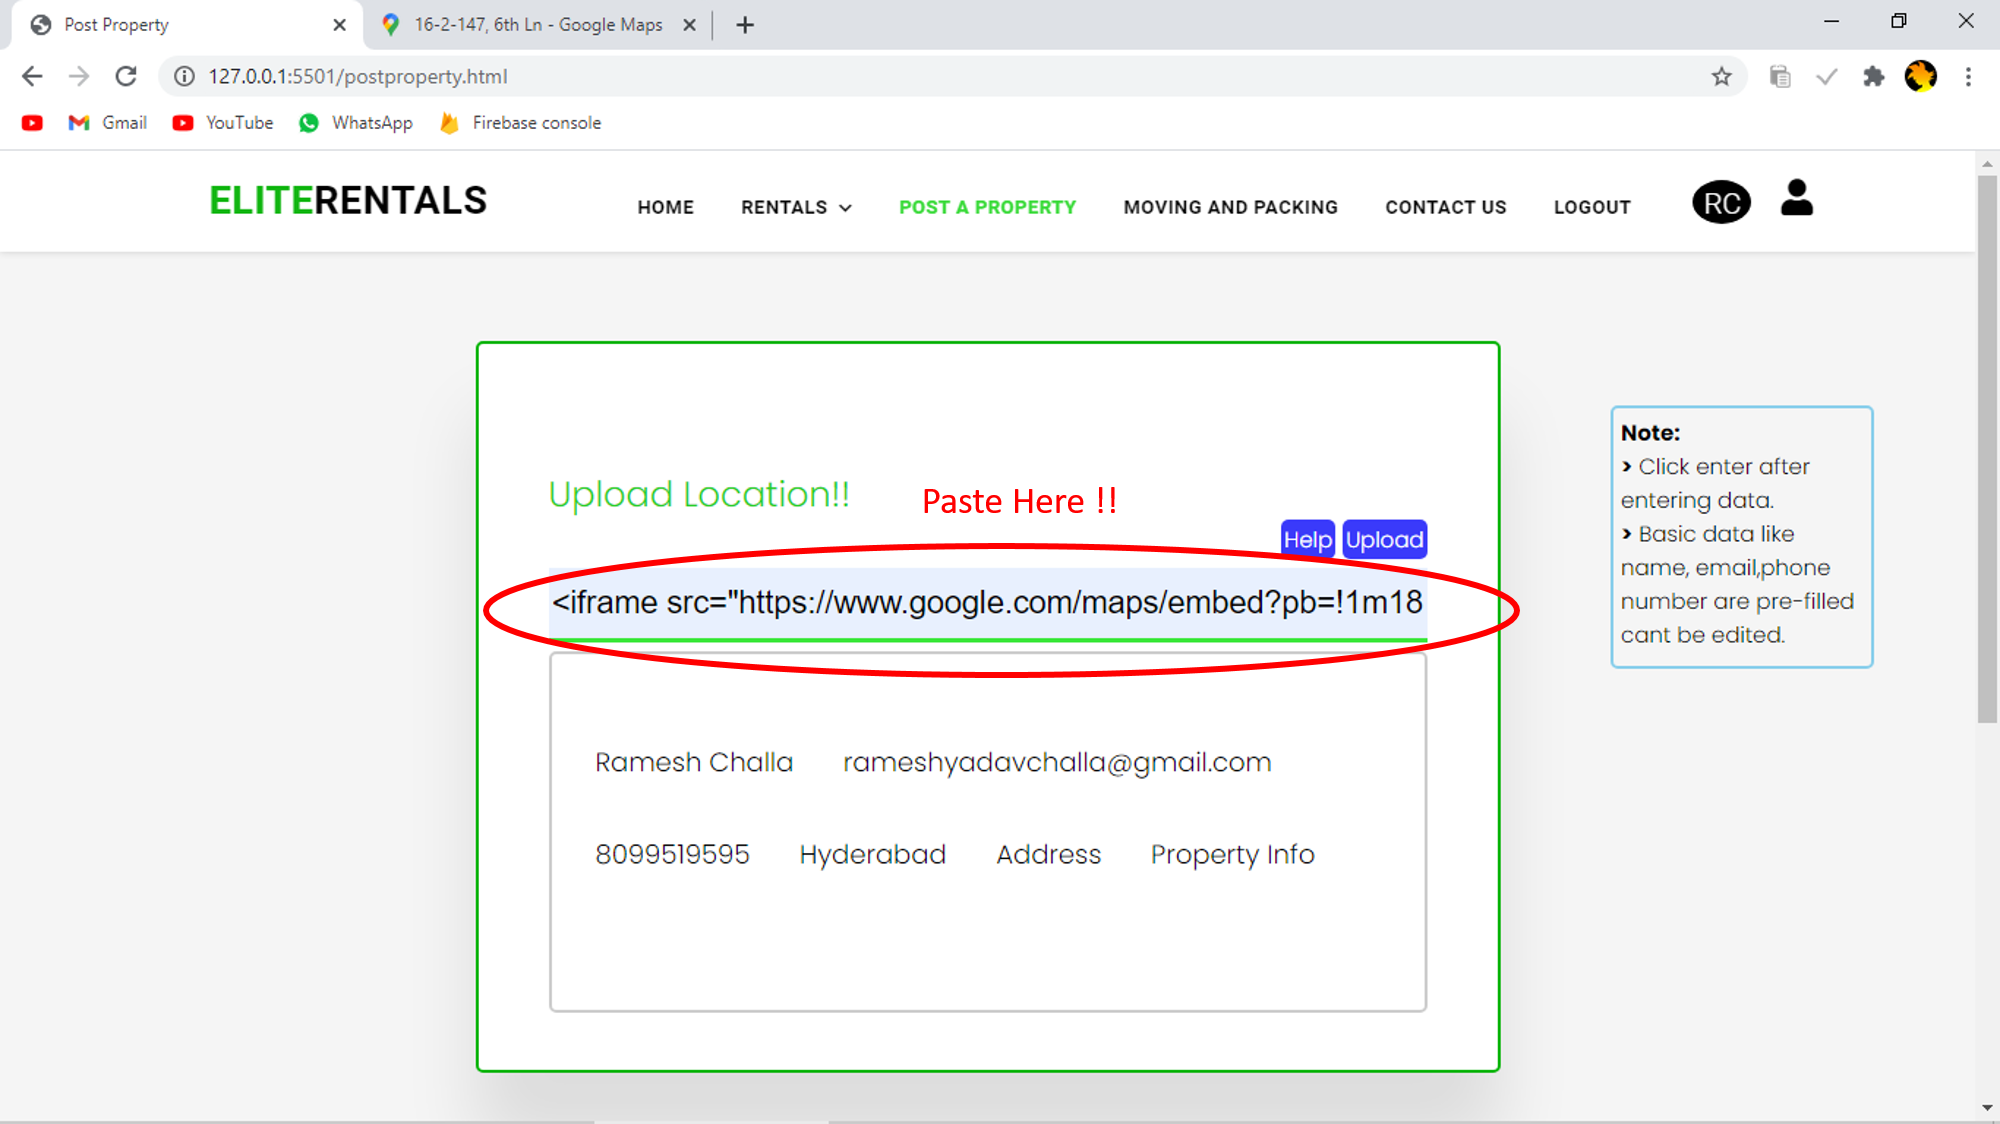 Post Property
16-2-147, 6th Ln - Google Maps
127.0.0.1:5501/postproperty.html
Gmail YouTube WhatsApp Firebase console
ELITERENTALS HOME RENTALS POST A PROPERTY MOVING AND PACKING CONTACT US LOGOUT RC
Upload Location!!
Paste Here !!
Help Upload
<iframe src="https://www.google.com/maps/embed?pb=!1m18
Ramesh Challa rameshyadavchalla@gmail.com
8099519595 Hyderabad Address Property Info
Note:
> Click enter after
entering data.
> Basic data like
name, email,phone
number are pre-filled
cant be edited.